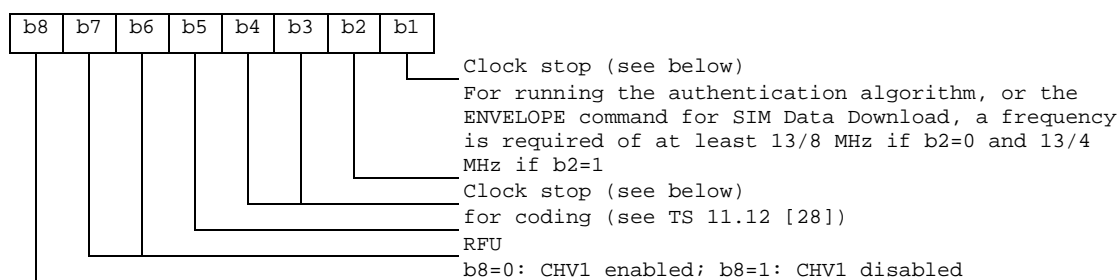 b8 b7 b6 b5 b4 b3 b2 b1
Clock stop (see below)
For running the authentication algorithm, or the
ENVELOPE command for SIM Data Download, a frequency
is required of at least 13/8 MHz if b2=0 and 13/4
MHz if b2=1
Clock stop (see below)
for coding (see TS 11.12 [28])
RFU
b8=0: CHV1 enabled; b8=1: CHV1 disabled